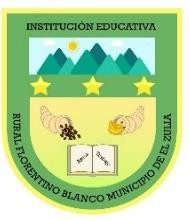 INSTITUCIÓN EDUCATIVA
RURAL FLORENTINO BLANCO MUNICIPIO DE EL ZULIA